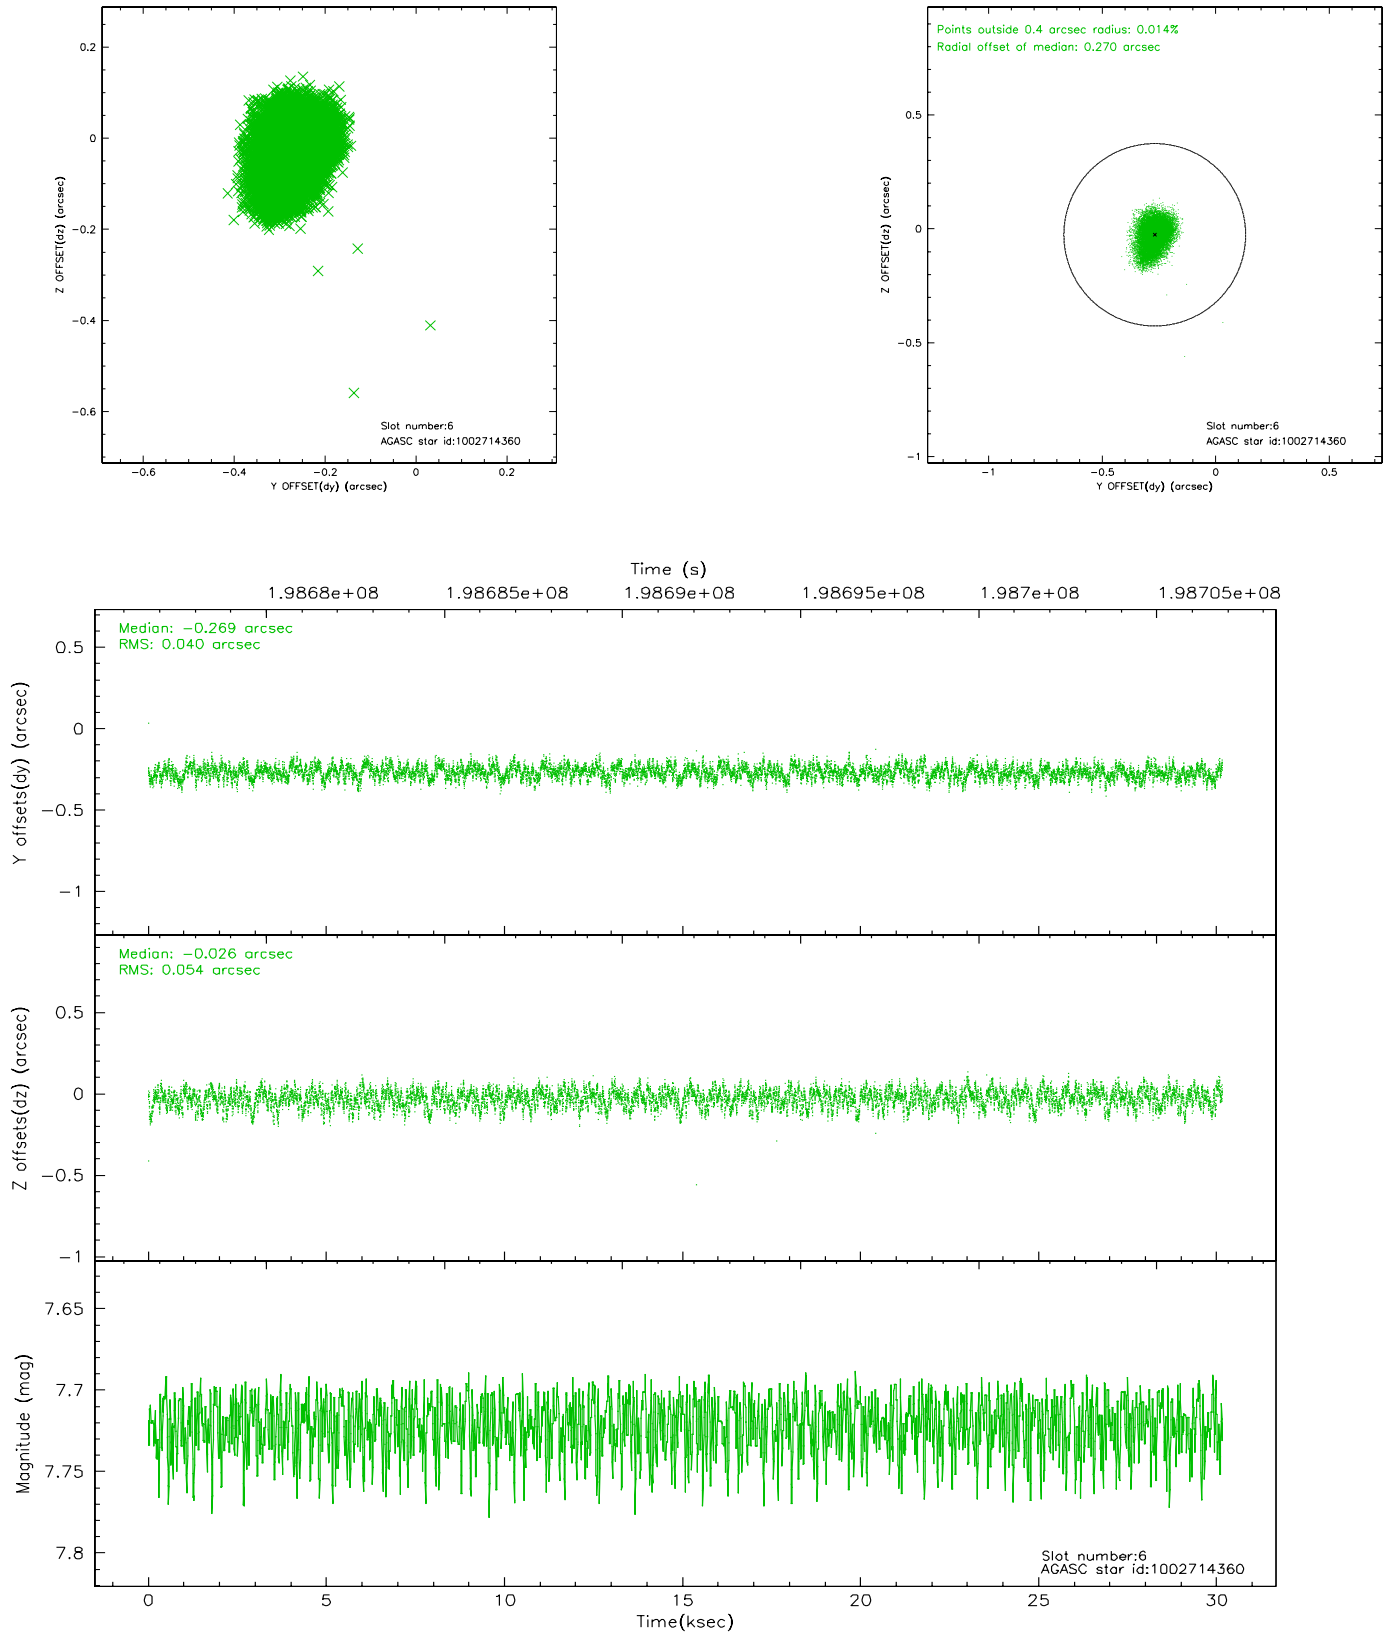 0.2
0
−0.2
−0.4
−0.6
Z OFFSET(dz) (arcsec)
Slot number:6
AGASC star id:1002714360
−0.6
−0.4
−0.2
0
0.2
Y OFFSET(dy) (arcsec)
Points outside 0.4 arcsec radius: 0.014%
Radial offset of median: 0.270 arcsec
0.5
0
−0.5
−1
Z OFFSET(dz) (arcsec)
Slot number:6
AGASC star id:1002714360
−1
−0.5
0
0.5
Y OFFSET(dy) (arcsec)
Time (s)
1.9868e+08
1.98685e+08
1.9869e+08
1.98695e+08
1.987e+08
1.98705e+08
Median: −0.269 arcsec
RMS: 0.040 arcsec
0.5
0
−0.5
−1
Y offsets(dy) (arcsec)
Median: −0.026 arcsec
RMS: 0.054 arcsec
0.5
0
−0.5
−1
Z offsets(dz) (arcsec)
7.65
7.7
7.75
7.8
Magnitude (mag)
Slot number:6
AGASC star id:1002714360
0
5
10
15
20
25
30
Time(ksec)